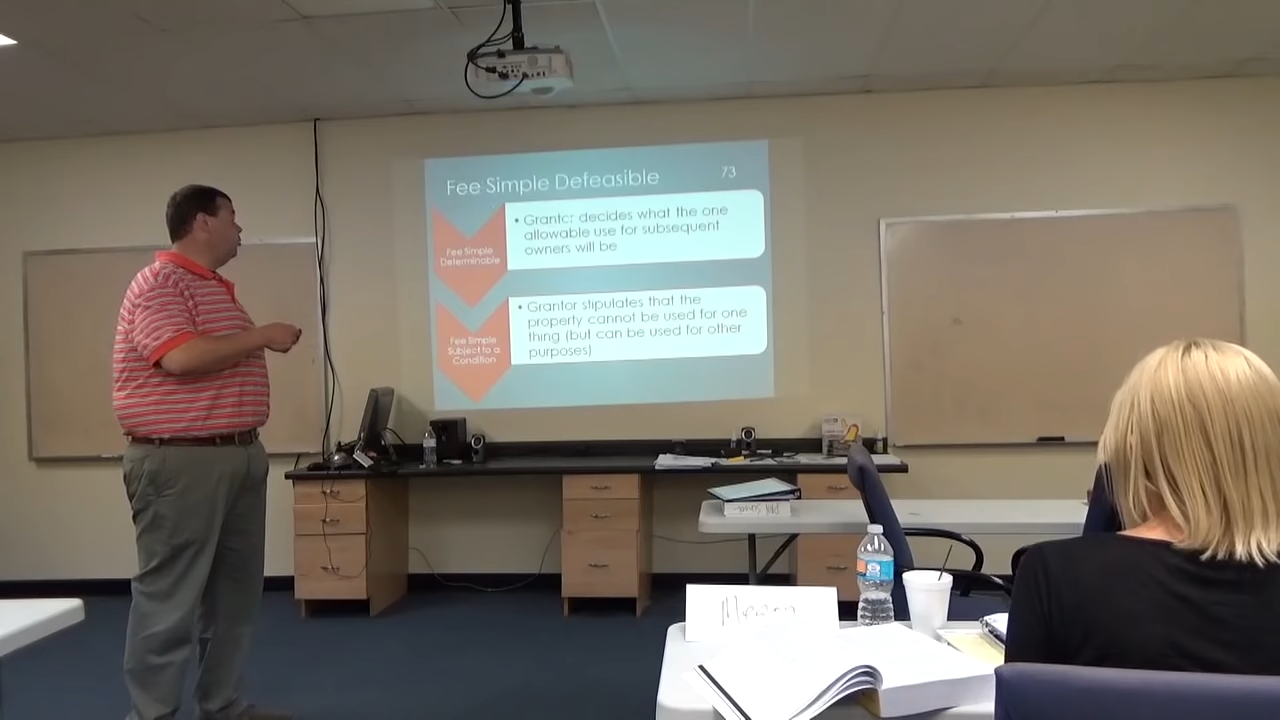 Fee Simple Defeasible
73
Fee Simple
Determinable
• Grantor decides what the one
allowable use for subsequent
owners will be
Fee Simple
Subject to a
Condition
• Grantor stipulates that the
property cannot be used for one
thing (but can be used for other
purposes)